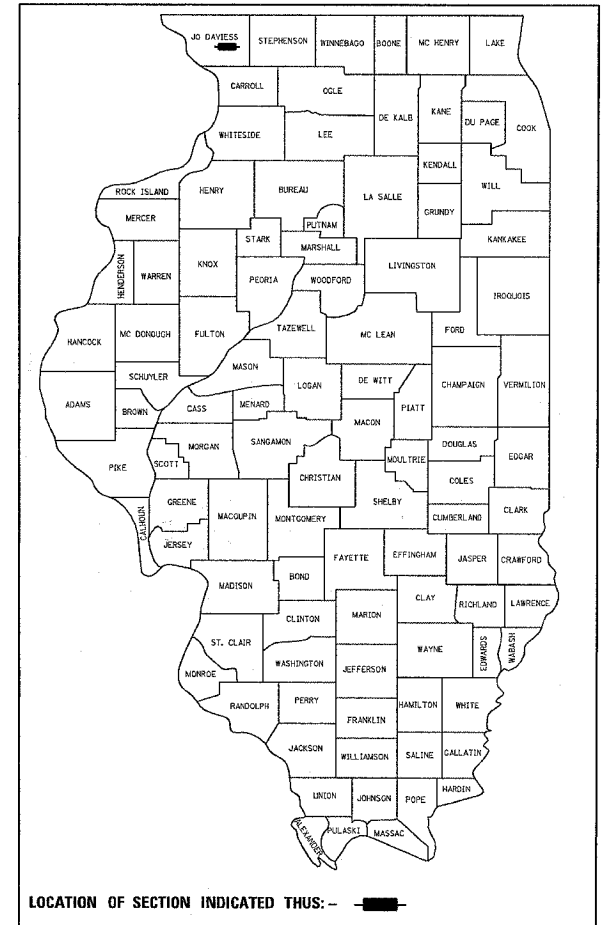 JO DAVIESS STEPHENSON WINNEBAGO BOONE MC HENRY LAKE
CARROLL OGLE DE KALB KANE DU PAGE COOK
WHITESIDE LEE
KENDALL WILL
ROCK ISLAND HENRY BUREAU LA SALLE GRUNDY
MERCER PUTNAM
STARK MARSHALL KANKAKEE
HENDERSON WARREN KNOX PEORIA WOODFORD LIVINGSTON IROQUOIS
HANCOCK MC DONOUGH FULTON TAZEWELL MC LEAN FORD
MASON
SCHUYLER LOGAN DE WITT CHAMPAIGN VERMILION
ADAMS BROWN CASS MENARD MACON PIATT
MORGAN SANGAMON DOUGLAS EDGAR
PIKE SCOTT CHRISTIAN MOULTRIE COLES
GREENE MACOUPIN MONTGOMERY SHELBY CUMBERLAND CLARK
CALHOUN JERSEY FAYETTE EFFINGHAM JASPER CRAWFORD
MADISON BOND
CLAY RICHLAND LAWRENCE
CLINTON MARION
ST. CLAIR WAYNE EDWARDS WABASH
WASHINGTON JEFFERSON
MONROE
RANDOLPH PERRY HAMILTON WHITE
FRANKLIN
JACKSON WILLIAMSON SALINE GALLATIN
UNION JOHNSON POPE HARDIN
ALEXANDER PULASKI MASSAC
LOCATION OF SECTION INDICATED THUS:-